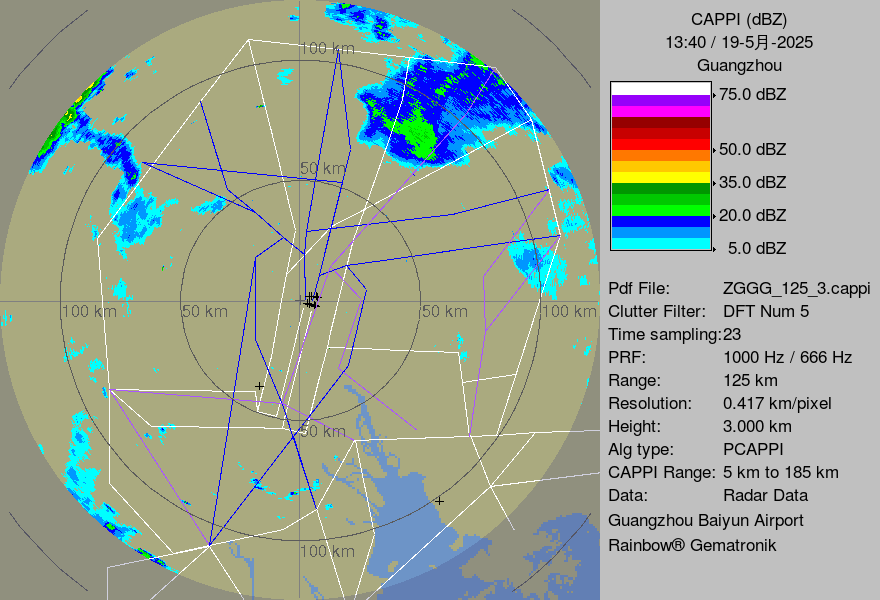 CAPPI (dBZ)
13:40 / 19-5月-2025
Guangzhou
75.0 dBZ
50.0 dBZ
35.0 dBZ
20.0 dBZ
5.0 dBZ
100 km
50 km
100 km
50 km
50 km
100 km
50 km
100 km
Pdf File: ZGGG_125_3.cappi
Clutter Filter: DFT Num 5
Time sampling:23
PRF: 1000 Hz / 666 Hz
Range: 125 km
Resolution: 0.417 km/pixel
Height: 3.000 km
Alg type: PCAPPI
CAPPI Range: 5 km to 185 km
Data: Radar Data
Guangzhou Baiyun Airport
Rainbow® Gematronik